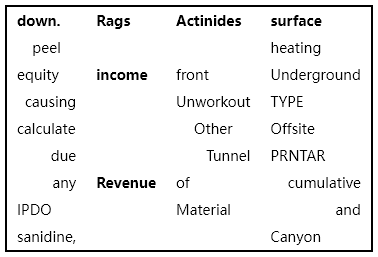 down. Rags Actinides surface
peel heating
equity income front Underground
causing Unworkout TYPE
calculate Other Offsite
due Tunnel PRNTAR
any Revenue of cumulative
IPDO Material and
sanidine, Canyon